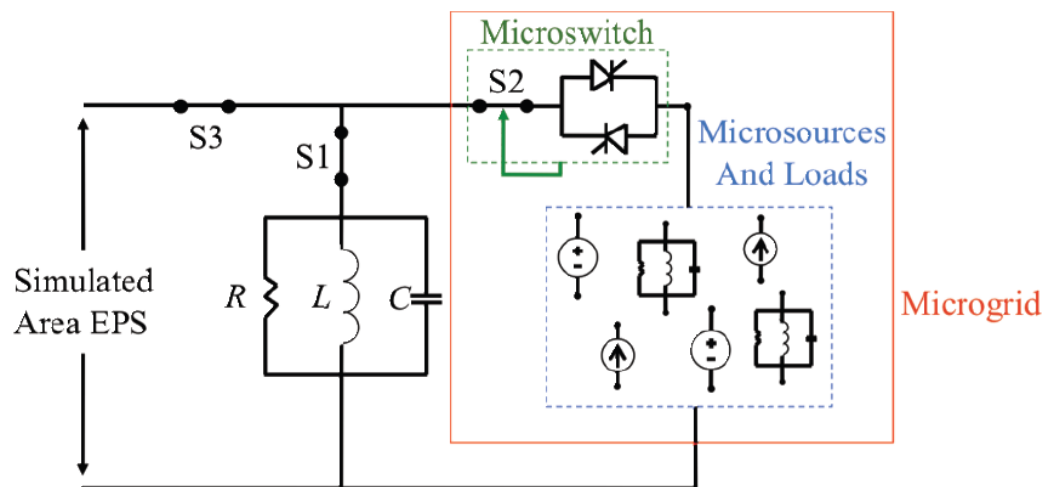 Microswitch
S2
S3
S1
Microsources
And Loads
Simulated
Area EPS
R
L
C
Microgrid